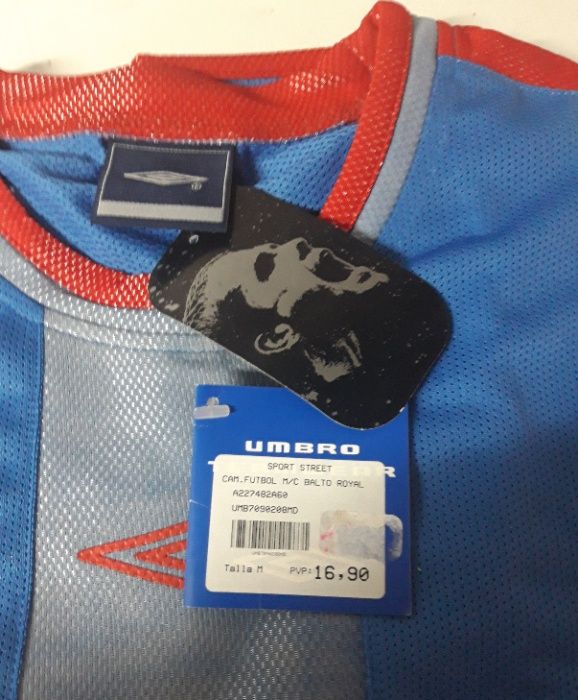 UMBRO
SPORT STREET
CAM.FUTBOL M/C BALTO ROYAL
A227482A60
UMB7090208MD
Talla M PVP: 16,90